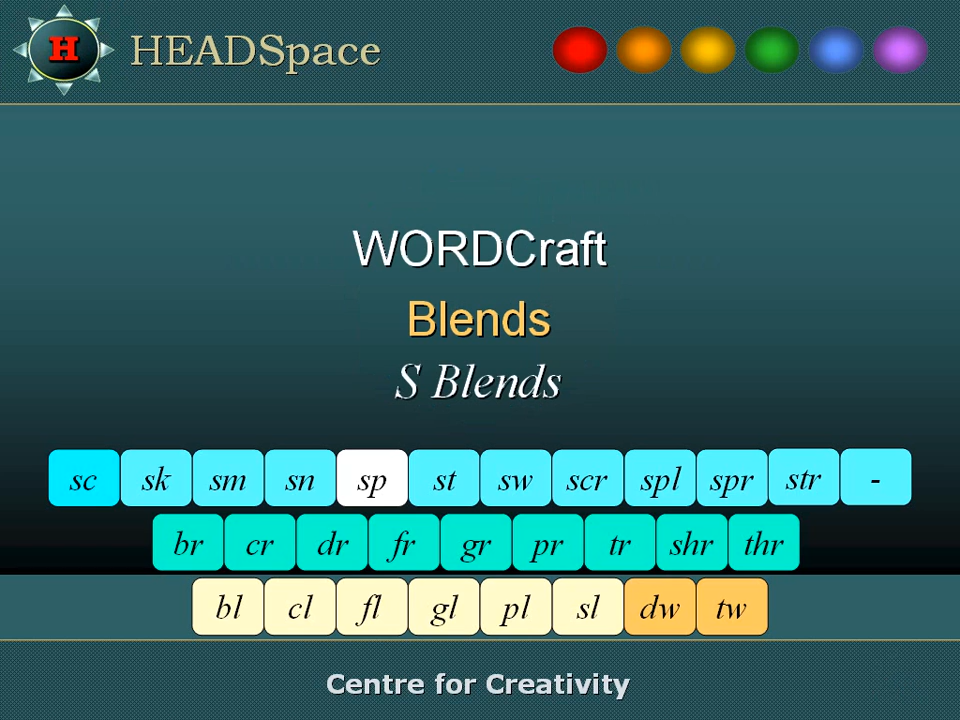 H HEADSpace
WORDCraft
Blends
S Blends
sc sk sm sn sp st sw scr spl spr str -
br cr dr fr gr pr tr shr thr
bl cl fl gl pl sl dw tw
Centre for Creativity